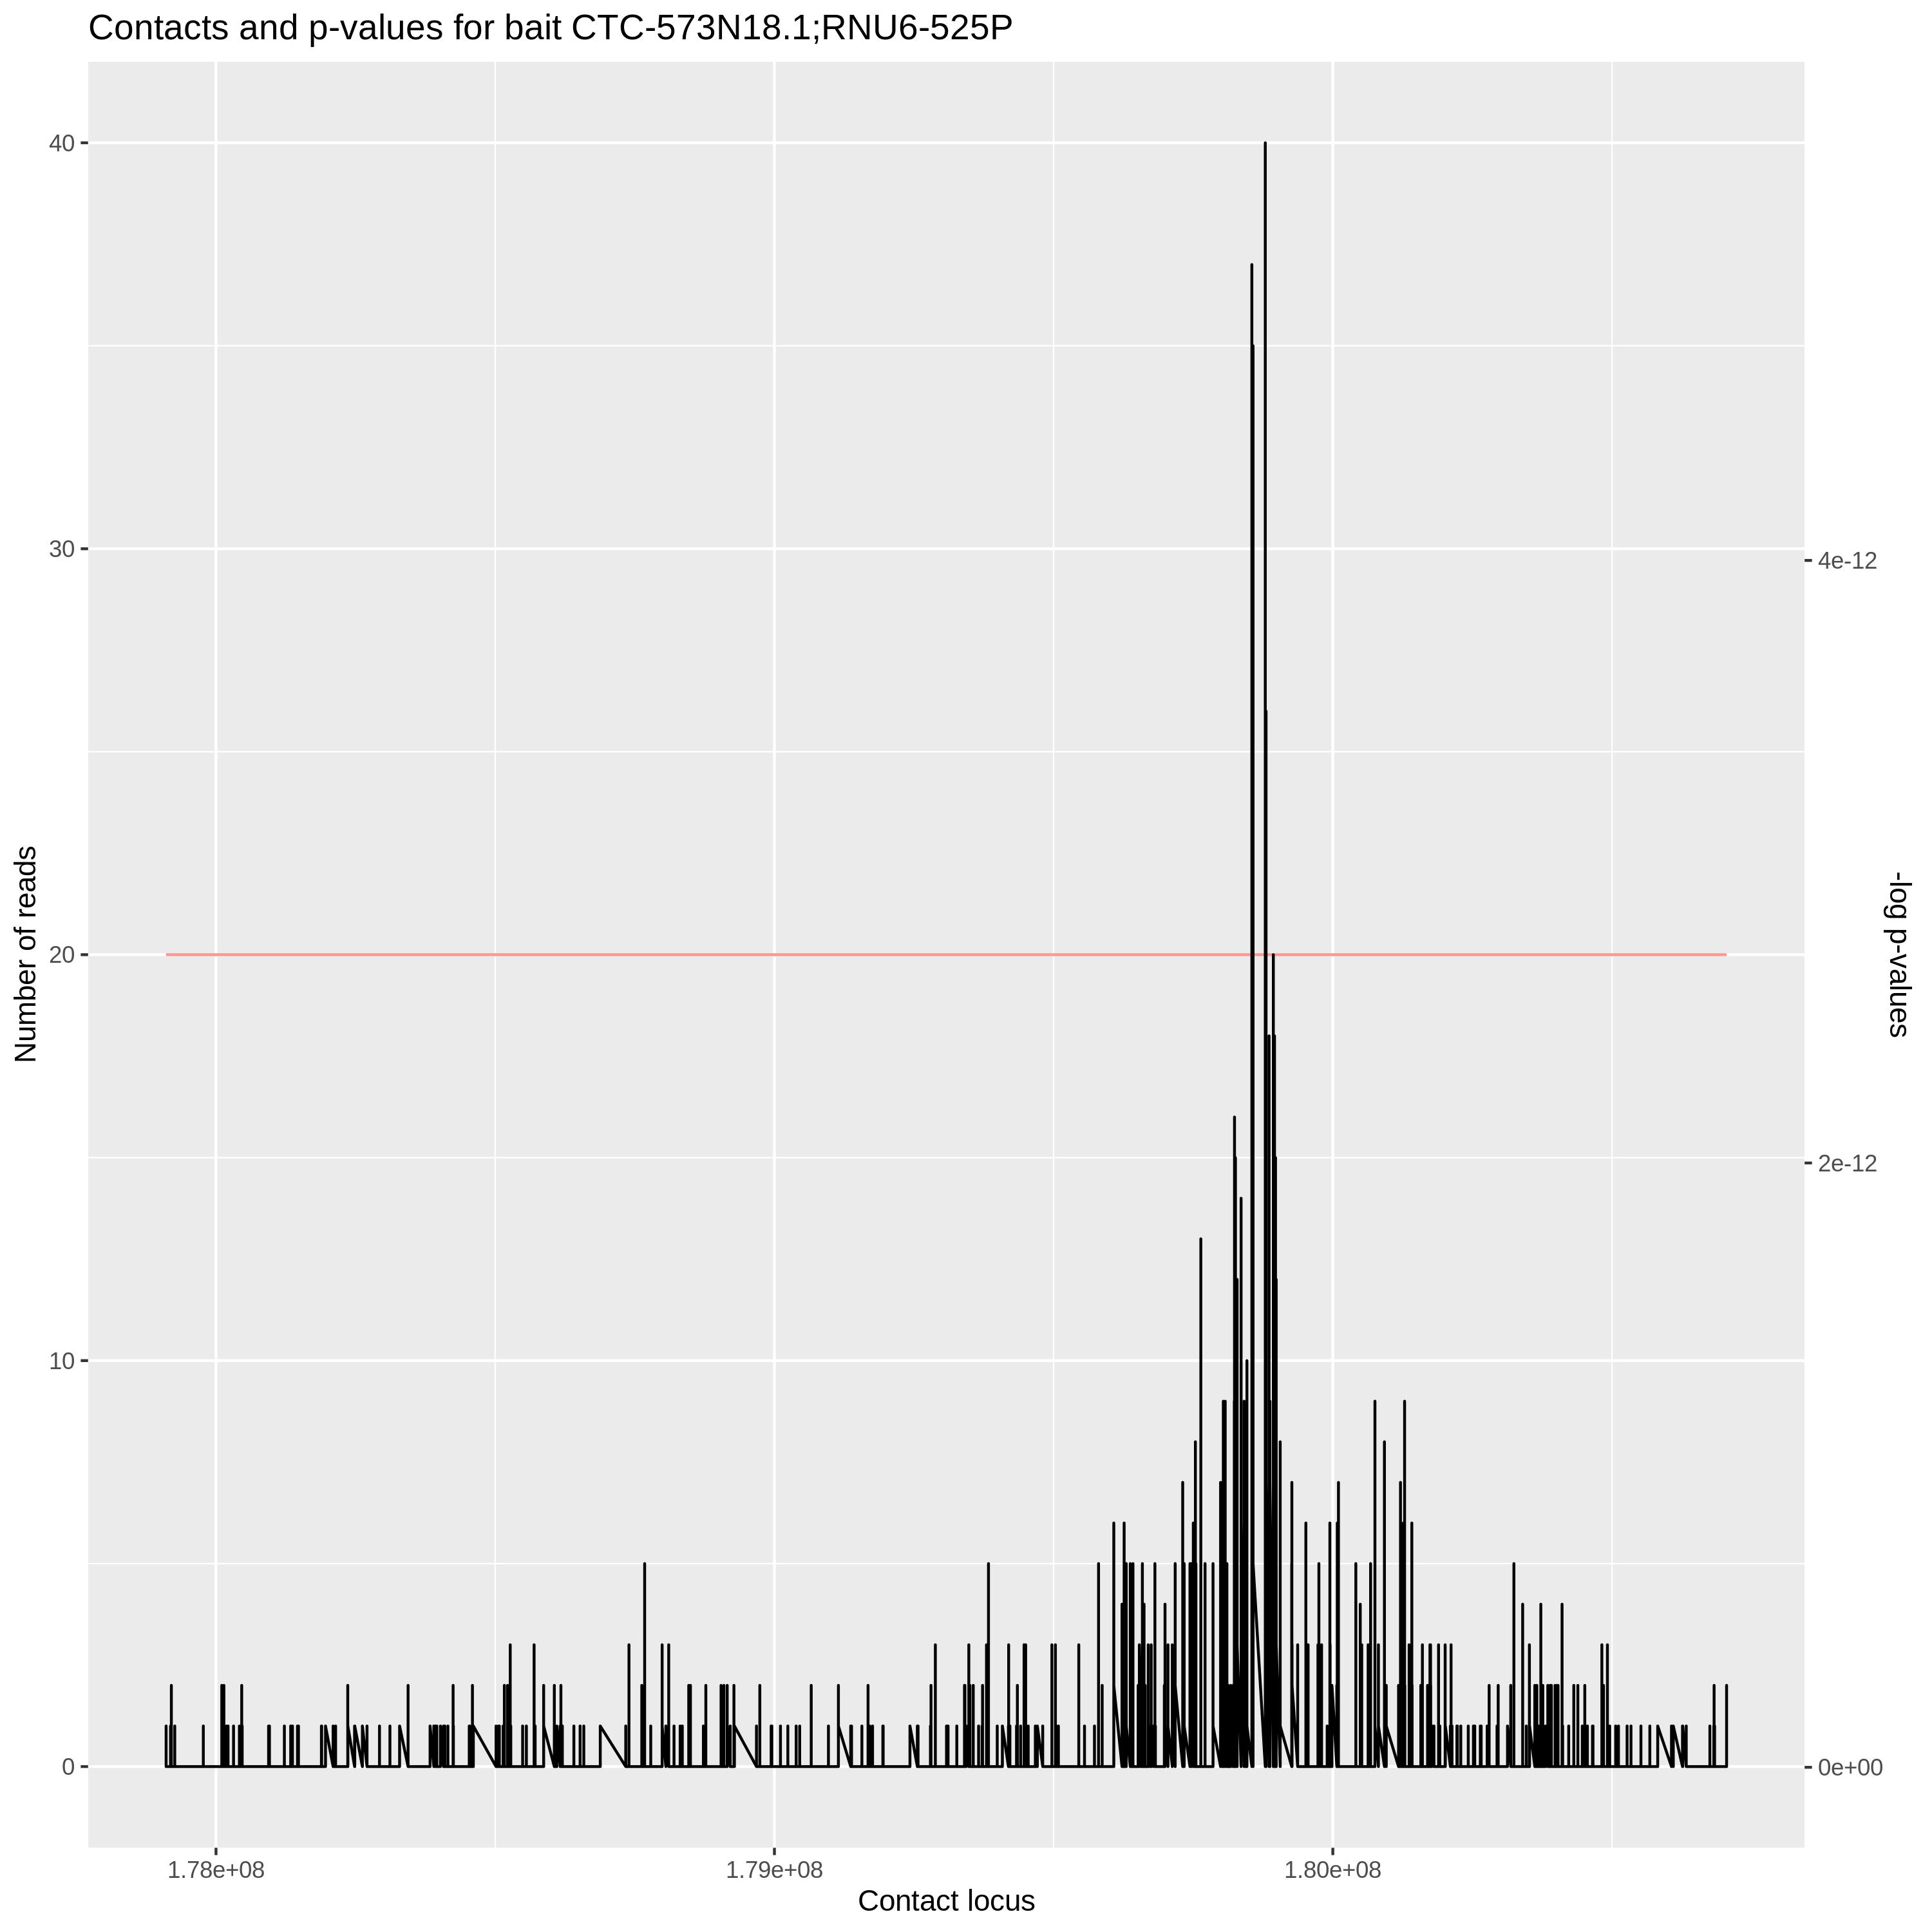 Contacts and p-values for bait CTC-573N18.1;RNU6-525P
40
30
20
10
0
Number of reads
4e-12
2e-12
0e+00
-log p-values
1.78e+08
1.79e+08
1.80e+08
Contact locus